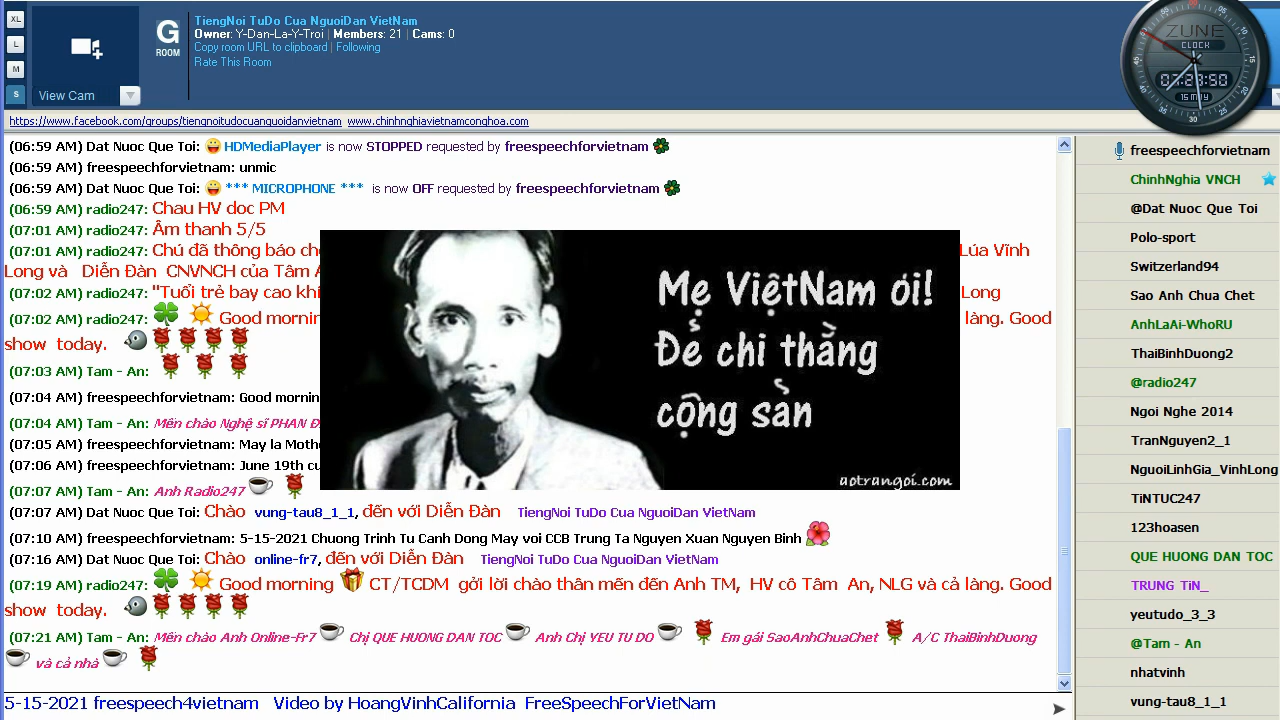 XL
L
M
S
View Cam
G
ROOM
TiengNoi TuDo Cua NguoiDan VietNam
Owner: Y-Dan-La-Y-Troi | Members: 21 | Cams: 0
Copy room URL to clipboard | Following
Rate This Room
ZUNE
CLOCK
15 MAY
https://www.facebook.com/groups/tiengnoitudocuanguoidanvietnam www.chinhnghiavietnamconghoa.com
(06:59 AM) Dat Nuoc Que Toi: HDMediaPlayer is now STOPPED requested by freespeechforvietnam
(06:59 AM) freespeechforvietnam: unmic
(06:59 AM) Dat Nuoc Que Toi: *** MICROPHONE *** is now OFF requested by freespeechforvietnam
(06:59 AM) radio247: Chau HV doc PM
(07:01 AM) radio247: Âm thanh 5/5
(07:01 AM) radio247: Chú đã thông báo Lúa Vĩnh
Long và Diễn Đàn CNVNCH của Tâm
(07:02 AM) radio247: "Tuổi trẻ bay cao khi Long
(07:02 AM) radio247: Good mornin làng. Good
show today.
(07:03 AM) Tam - An:
(07:04 AM) freespeechforvietnam: Good mornin
(07:04 AM) Tam - An: Mến chào Nghệ sĩ PHAN
(07:05 AM) freespeechforvietnam: May la Moth
(07:06 AM) freespeechforvietnam: June 19th cu
(07:07 AM) Tam - An: Anh Radio247
(07:07 AM) Dat Nuoc Que Toi: Chào vung-tau8_1_1, đến với Diễn Đàn TiengNoi TuDo Cua NguoiDan VietNam
(07:10 AM) freespeechforvietnam: 5-15-2021 Chuong Trinh Tu Canh Dong May voi CCB Trung Ta Nguyen Xuan Nguyen Binh
(07:16 AM) Dat Nuoc Que Toi: Chào online-fr7, đến với Diễn Đàn TiengNoi TuDo Cua NguoiDan VietNam
(07:19 AM) radio247: Good morning CT/TCDM gởi lời chào thân mến đến Anh TM, HV cô Tâm An, NLG và cả làng. Good
show today.
(07:21 AM) Tam - An: Mến chào Anh Online-Fr7 Chị QUE HUONG DAN TOC Anh Chị YEU TU DO Em gái SaoAnhChuaChet A/C ThaiBinhDuong
và cả nhà
Mẹ ViệtNam ơi!
Đẻ chi thằng
cộng sản
aotrangoi.com
freespeechforvietnam
ChinhNghia VNCH
@Dat Nuoc Que Toi
Polo-sport
Switzerland94
Sao Anh Chua Chet
AnhLaAi-WhoRU
ThaiBinhDuong2
@radio247
Ngoi Nghe 2014
TranNguyen2_1
NguoiLinhGia_VinhLong
TiNTUC247
123hoasen
QUE HUONG DAN TOC
TRUNG TiN_
yeutudo_3_3
@Tam - An
nhatvinh
vung-tau8_1_1
5-15-2021 freespeech4vietnam Video by HoangVinhCalifornia FreeSpeechForVietNam